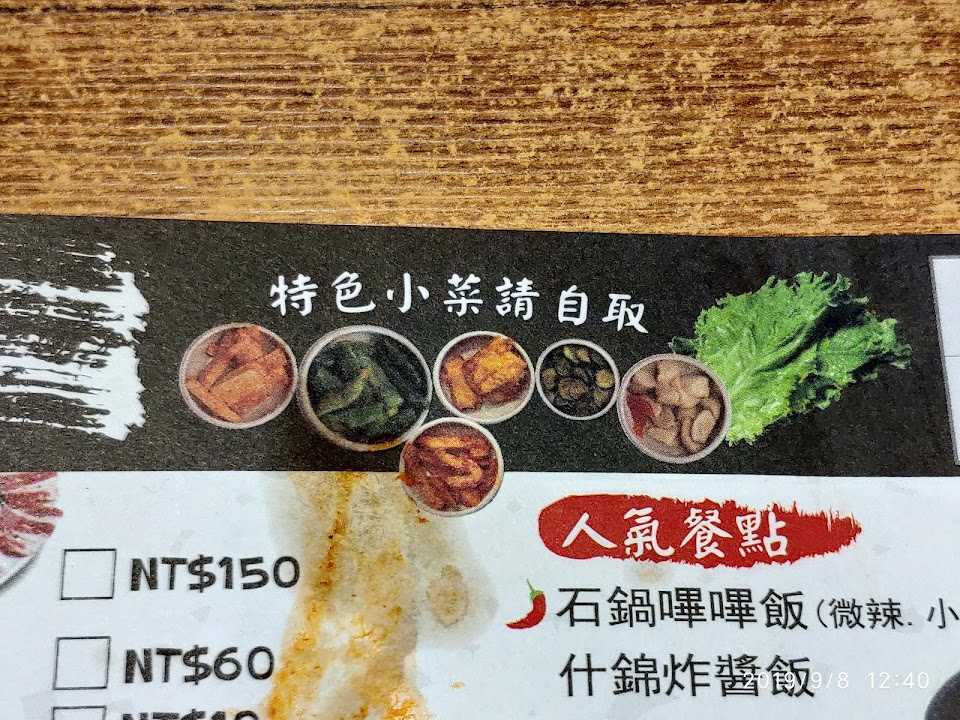 特色小菜請自取
人氣餐點
NT$150
石鍋嗶嗶飯(微辣. 小
NT$60
什錦炸醬飯
2019/9/8 12:40